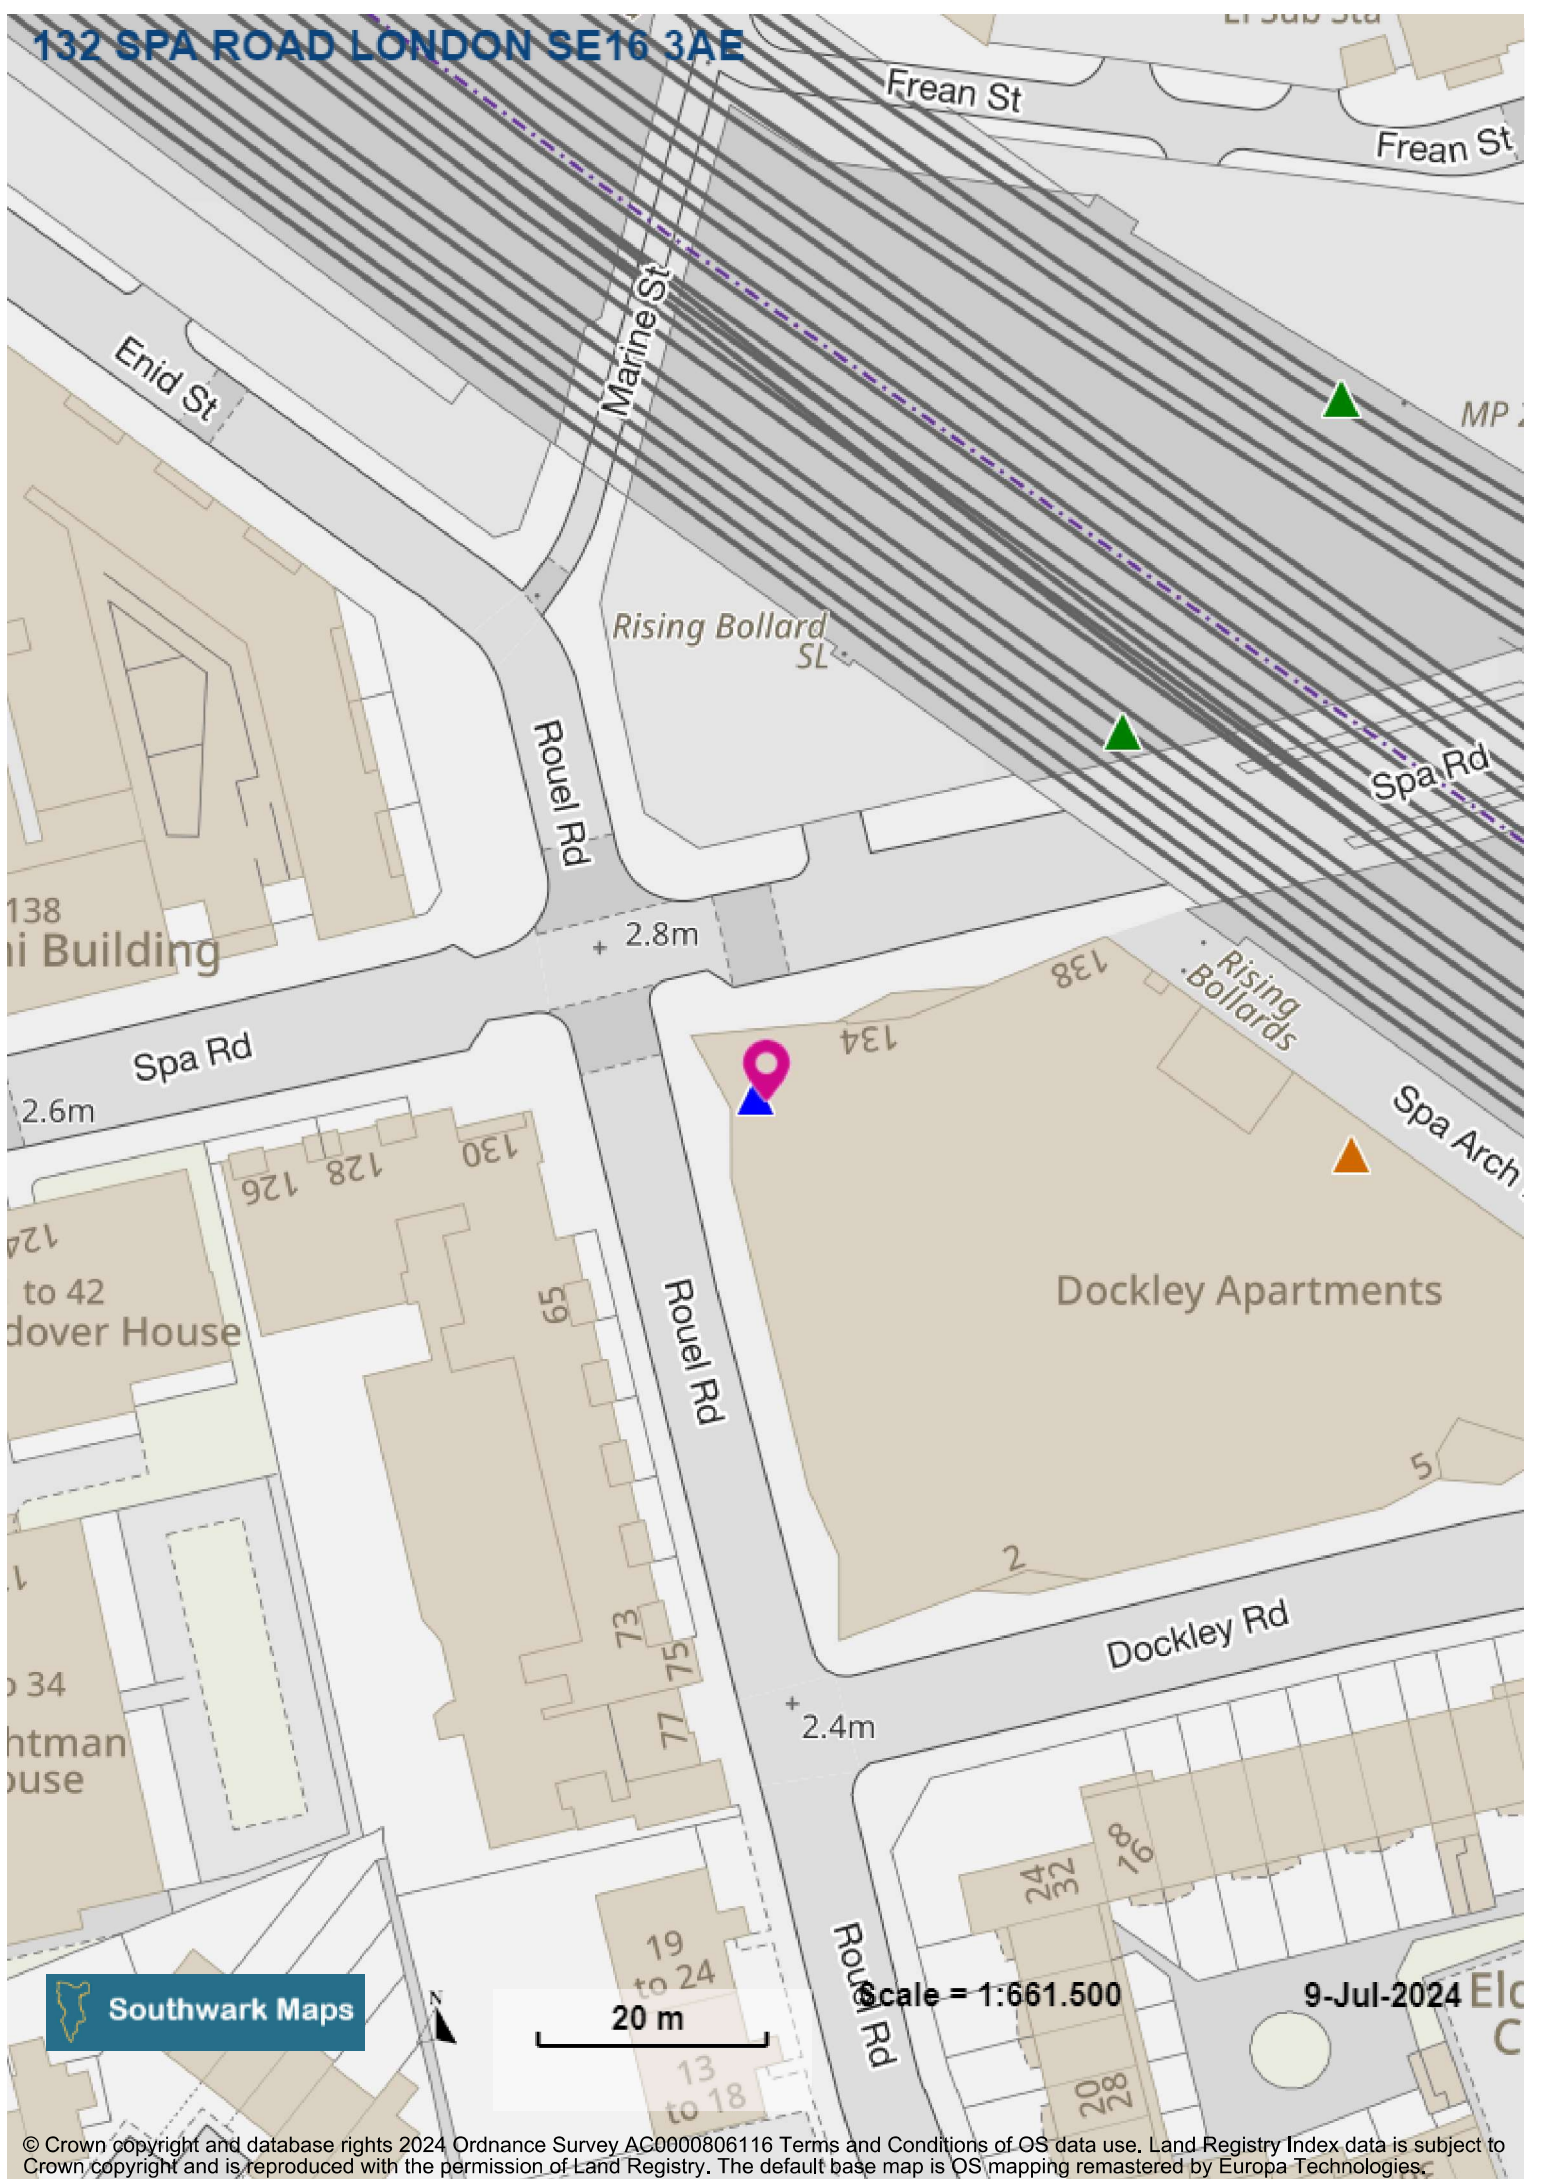 132 SPA ROAD LONDON SE16 3AE
El Sub Sta
Frean St
Frean St
Marine St
MP
Enid St
Rising Bollard
SL
Rouel Rd
Spa Rd
138
ni Building
2.8m
138
Rising
Bollards
134
Spa Rd
2.6m
Spa Arch
130
128
126
124
to 42
dover House
65
Rouel Rd
Dockley Apartments
5
2
Dockley Rd
73
75
77
34
htman
ouse
2.4m
8
16
24
32
19
to 24
Rouel Rd
Southwark Maps
N
20 m
Scale = 1:661.500
9-Jul-2024
13
to 18
20
28
© Crown copyright and database rights 2024 Ordnance Survey AC0000806116 Terms and Conditions of OS data use. Land Registry Index data is subject to
Crown copyright and is reproduced with the permission of Land Registry. The default base map is OS mapping remastered by Europa Technologies.